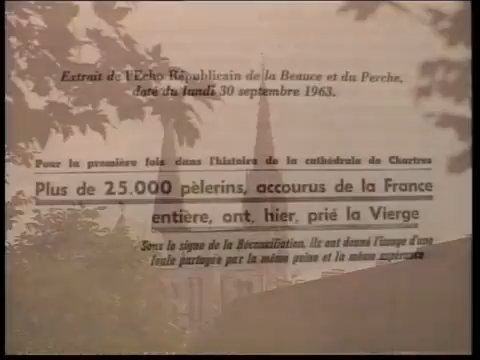 Extrait de l'Echo Républicain de la Beauce et du Perche,
daté du lundi 30 septembre 1963.
Pour la première fois dans l'histoire de la cathédrale de Chartres
Plus de 25.000 pèlerins, accourus de la France
entière, ont, hier, prié la Vierge
Sous le signe de la Réconciliation, ils ont donné l'image d'une
foule partagée par la même peine et la même espérance